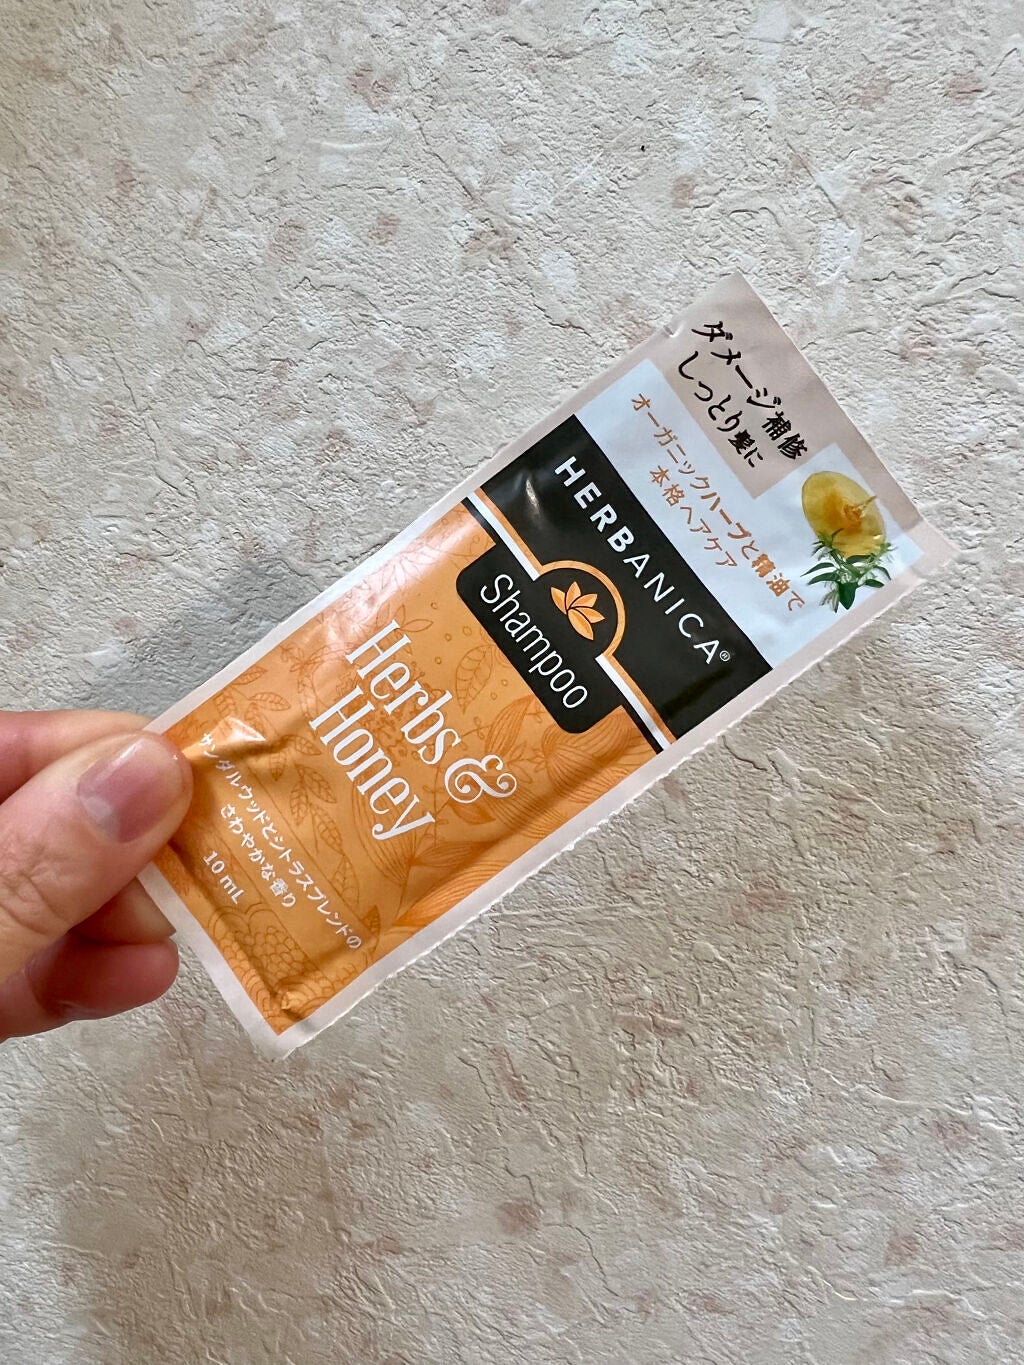 ダメージ補修
しっとり髪に
オーガニックハーブと精油で
本格ヘアケア
HERBANICA®
Shampoo
Herbs &
Honey
サンダルウッドとシトラスブレンドの
さわやかな香り
10 mL